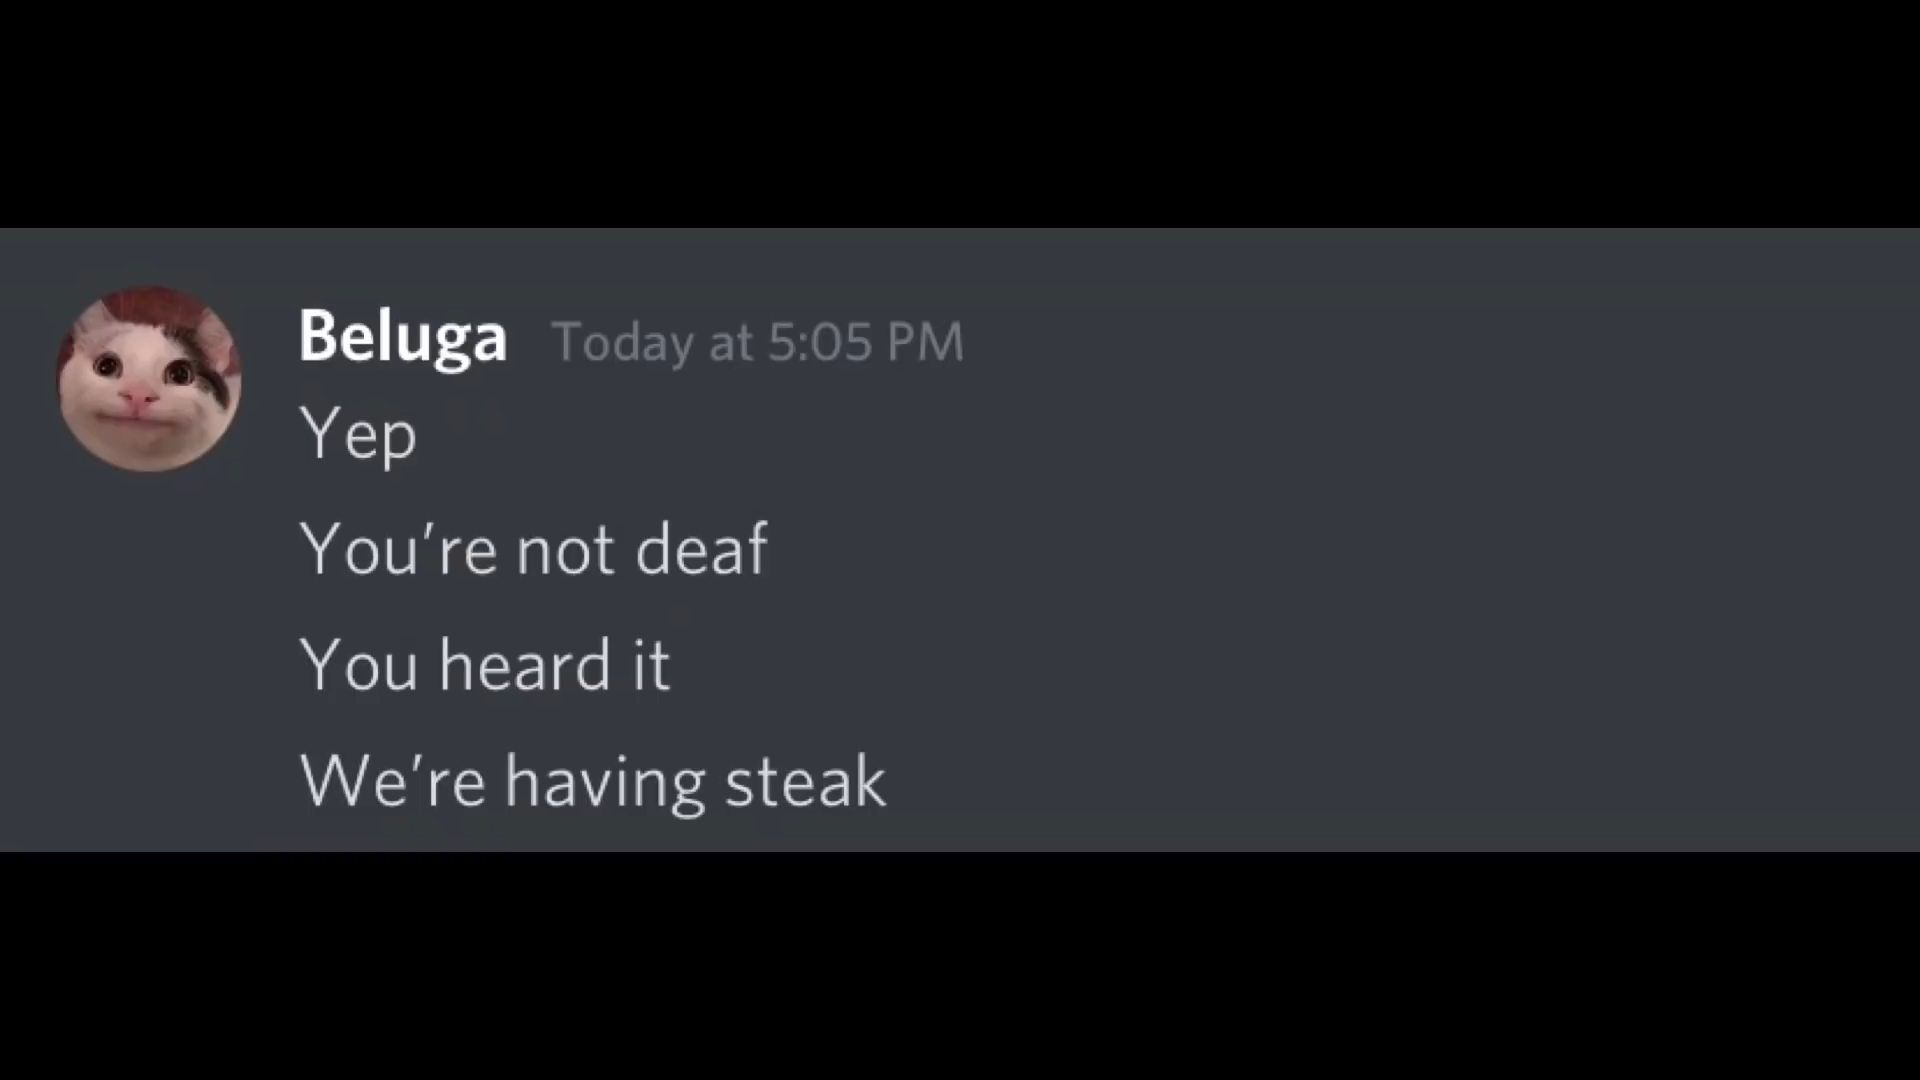 Beluga Today at 5:05 PM
Yep
You’re not deaf
You heard it
We’re having steak